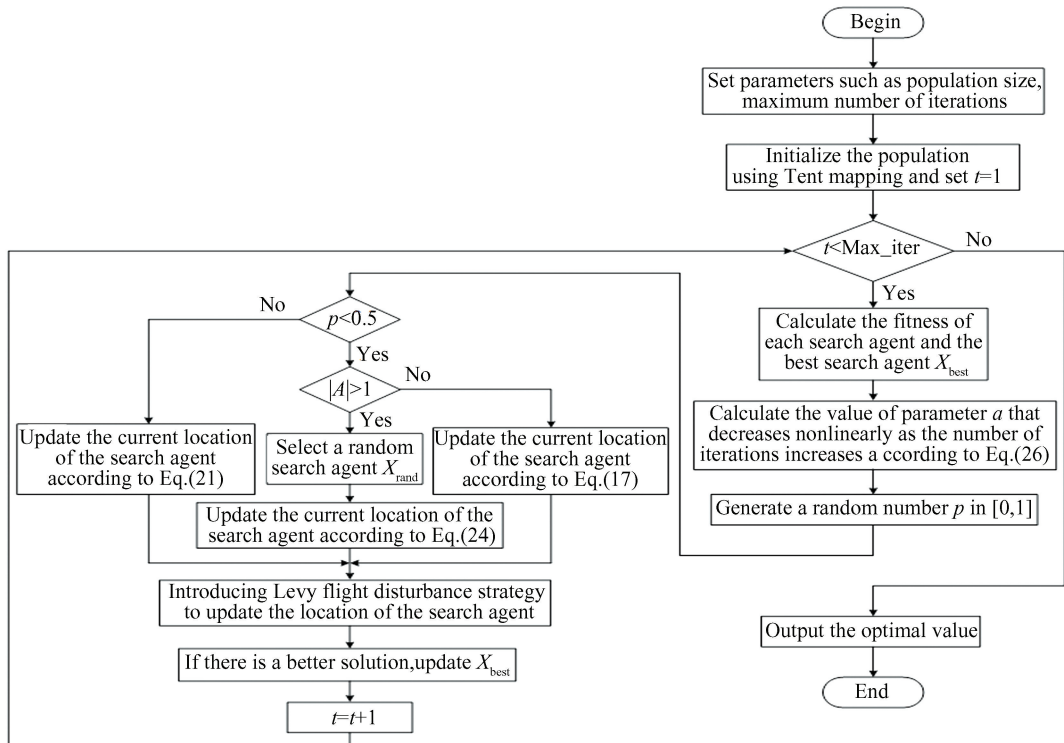 Begin
Set parameters such as population size,
maximum number of iterations
Initialize the population
using Tent mapping and set t=1
t<Max_iter
No
Yes
Calculate the fitness of
each search agent and the
best search agent Xbest
Calculate the value of parameter a that
decreases nonlinearly as the number of
iterations increases a ccording to Eq.(26)
Generate a random number p in [0,1]
p<0.5
No
Yes
|A|>1
No
Yes
Update the current location
of the search agent
according to Eq.(21)
Select a random
search agent Xrand
Update the current location
of the search agent
according to Eq.(17)
Update the current location of the
search agent according to Eq.(24)
Introducing Levy flight disturbance strategy
to update the location of the search agent
If there is a better solution,update Xbest
t=t+1
Output the optimal value
End